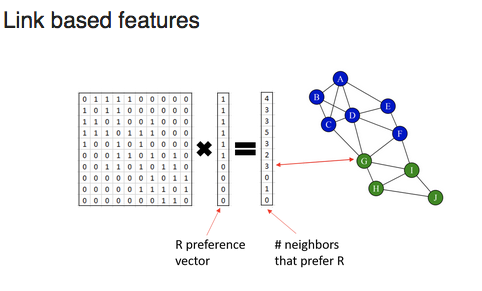 Link based features
0 1 1 1 1 0 0 0 0 0 1 4
1 0 1 1 0 0 0 0 0 0 1 3
1 1 0 1 0 0 1 0 0 0 1 3
1 1 1 0 1 1 1 0 0 0 1 5
1 0 0 1 0 1 0 0 0 0 1 3
0 0 0 1 1 0 1 0 1 0 1 2
0 0 1 1 0 1 0 1 1 0 0 3
0 0 0 0 0 0 1 0 1 1 0 0
0 0 0 0 0 1 1 1 0 1 0 1
0 0 0 0 0 0 0 1 1 0 0 0
A
B
E
D
C
F
G
I
H
J
R preference
vector
# neighbors
that prefer R